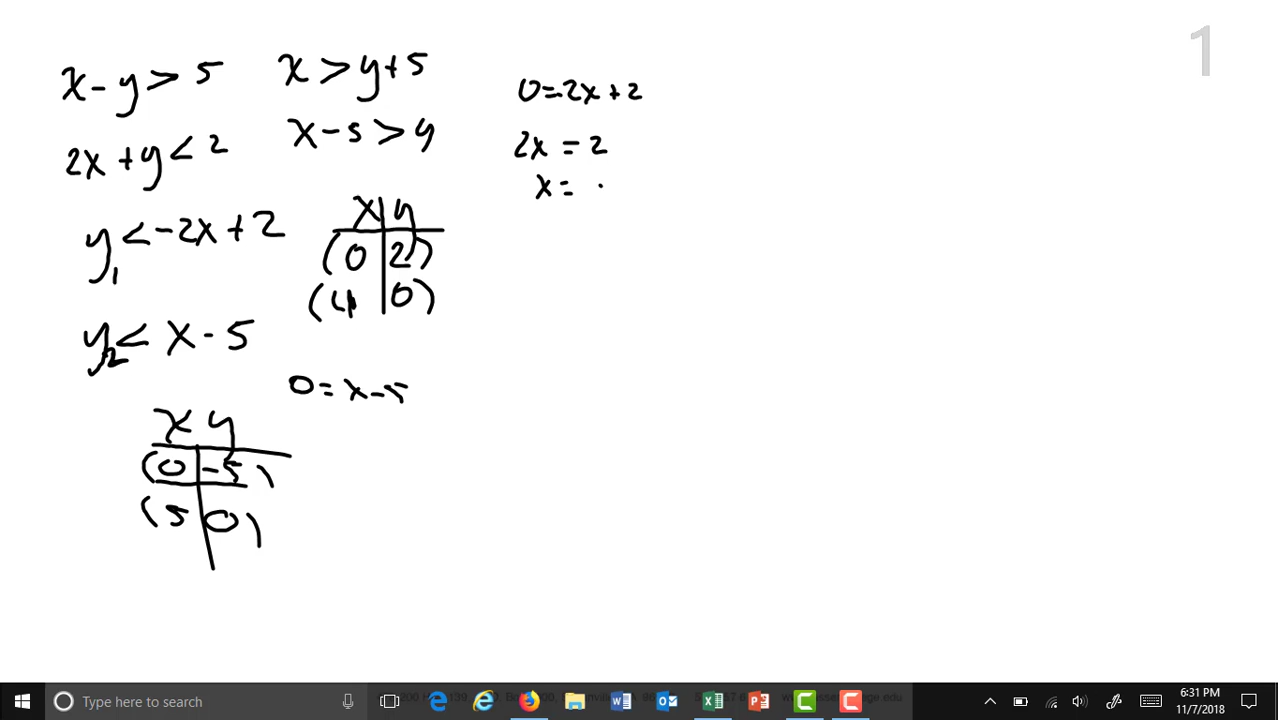 1
x-y>5
x>y+5
0=-2x+2
2x+y<2
x-5>y
2x=2
x=
y1<-2x+2
x y
(0 2)
( 0)
y2<x-5
0=x-5
x y
(0 -5)
(5 0)
Type here to search
6:31 PM
11/7/2018